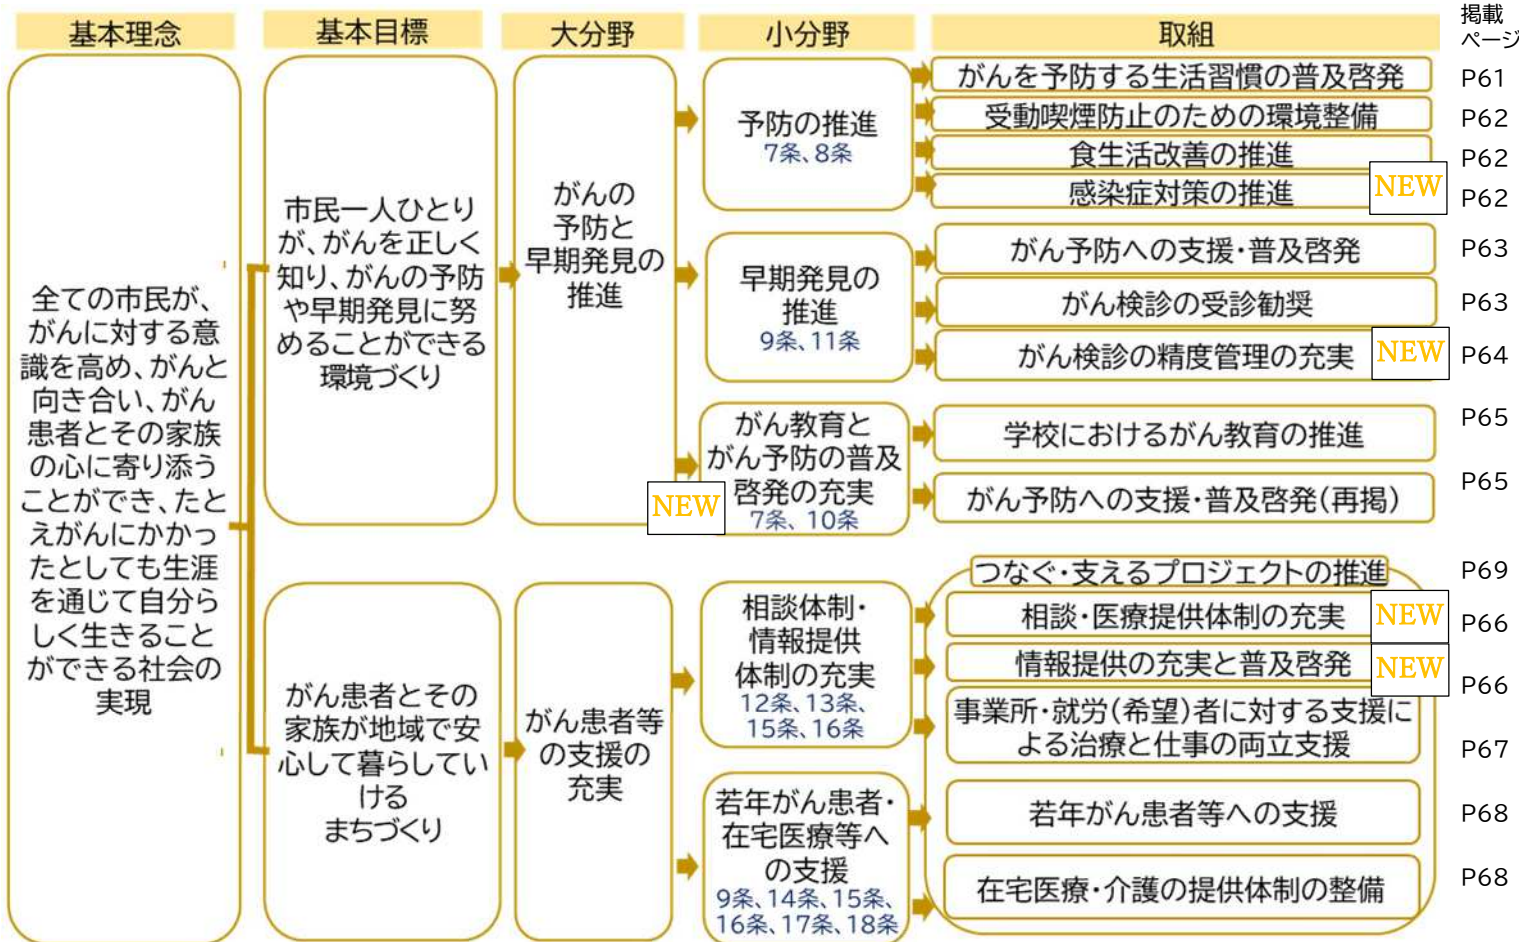 基本理念
基本目標
大分野
小分野
取組
掲載
ページ
全ての市民が、
がんに対する意
識を高め、がんと
向き合い、がん
患者とその家族
の心に寄り添う
ことができ、たと
えがんにかかっ
たとしても生涯
を通じて自分ら
しく生きること
ができる社会の
実現
市民一人ひとり
が、がんを正しく
知り、がんの予防
や早期発見に努
めることができる
環境づくり
がんの
予防と
早期発見の
推進
予防の推進
7条、8条
がんを予防する生活習慣の普及啓発
P61
受動喫煙防止のための環境整備
P62
食生活改善の推進
P62
感染症対策の推進
NEW
P62
早期発見の
推進
9条、11条
がん予防への支援・普及啓発
P63
がん検診の受診勧奨
P63
がん検診の精度管理の充実
NEW
P64
がん教育と
がん予防の普及
啓発の充実
7条、10条
NEW
学校におけるがん教育の推進
P65
がん予防への支援・普及啓発(再掲)
P65
がん患者とその
家族が地域で安
心して暮らしてい
ける
まちづくり
がん患者等
の支援の
充実
相談体制・
情報提供
体制の充実
12条、13条、
15条、16条
つなぐ・支えるプロジェクトの推進
P69
相談・医療提供体制の充実
NEW
P66
情報提供の充実と普及啓発
NEW
P66
事業所・就労(希望)者に対する支援に
よる治療と仕事の両立支援
P67
若年がん患者・
在宅医療等へ
の支援
9条、14条、15条、
16条、17条、18条
若年がん患者等への支援
P68
在宅医療・介護の提供体制の整備
P68